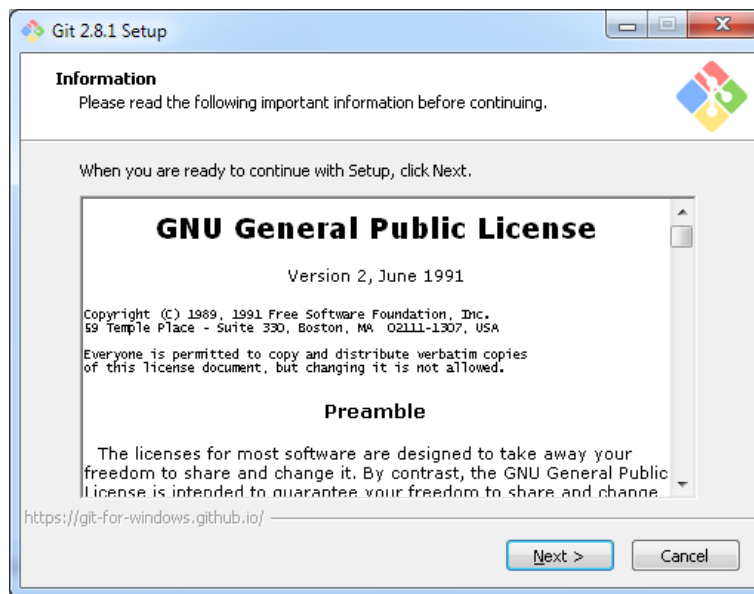 Git 2.8.1 Setup
Information
Please read the following important information before continuing.
When you are ready to continue with Setup, click Next.
GNU General Public License
Version 2, June 1991
Copyright (C) 1989, 1991 Free Software Foundation, Inc.
59 Temple Place - Suite 330, Boston, MA  02111-1307, USA
Everyone is permitted to copy and distribute verbatim copies
of this license document, but changing it is not allowed.
Preamble
The licenses for most software are designed to take away your
freedom to share and change it. By contrast, the GNU General Public
License is intended to guarantee your freedom to share and change
https://git-for-windows.github.io/
Next >
Cancel